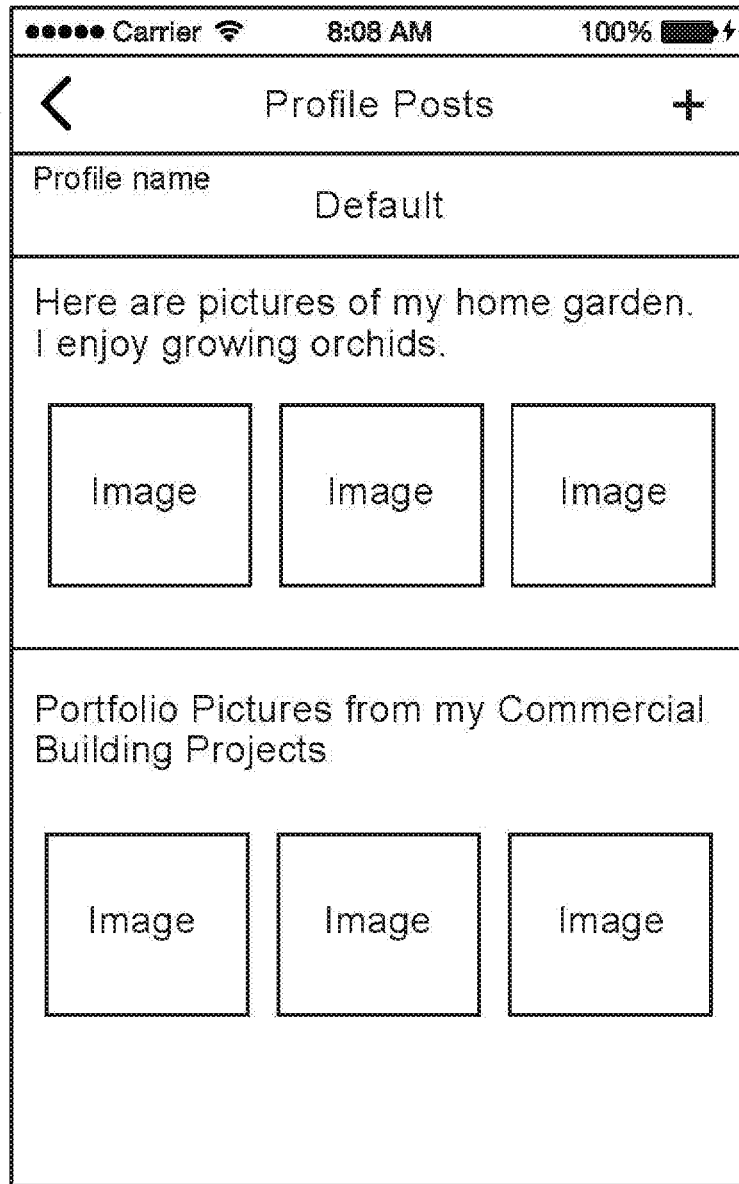 Carrier 8:08 AM 100%
Profile Posts +
Profile name
Default
Here are pictures of my home garden.
I enjoy growing orchids.
Image Image Image
Portfolio Pictures from my Commercial
Building Projects
Image Image Image